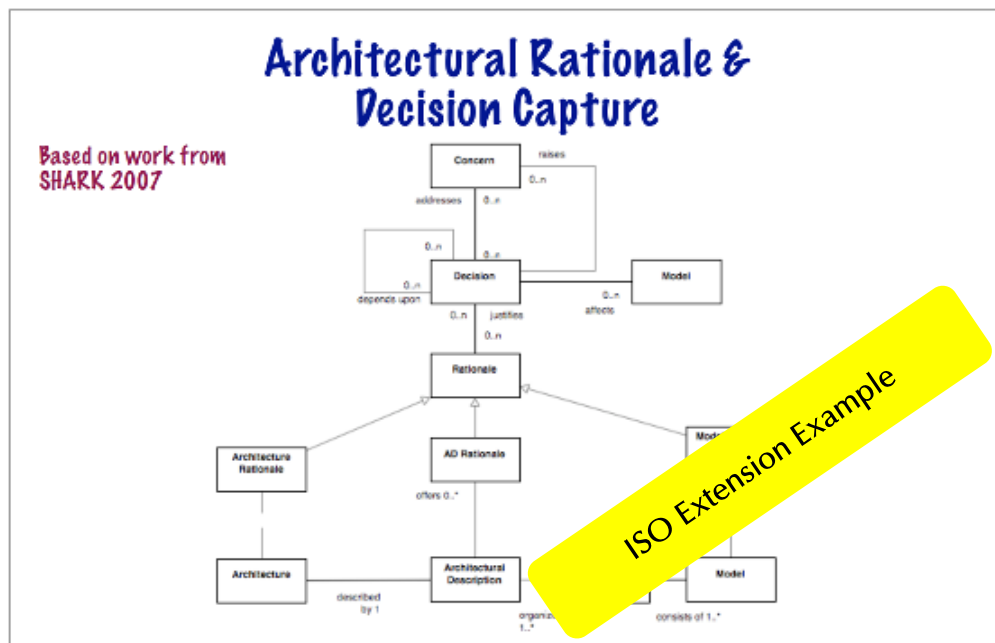 Architectural Rationale &
Decision Capture
Based on work from
SHARK 2007
Concern
raises
0..n
addresses
0..n
0..n
0..n
Decision
Model
0..n
depends upon
0..n
affects
0..n
justifies
0..n
Rationale
ISO Extension Example
Architecture
Rationale
AD Rationale
offers 0..*
Architecture
Architectural
Description
Model
described
by 1
1..*
consists of 1..*